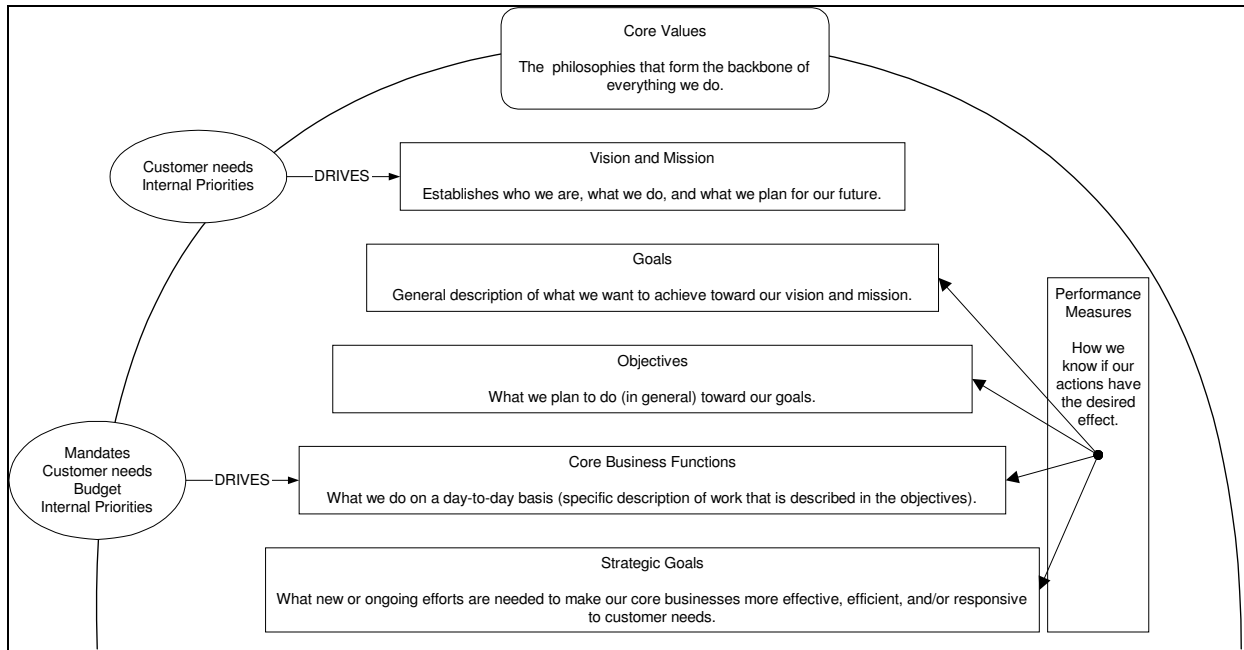 Core Values
The philosophies that form the backbone of
everything we do.
Customer needs
Internal Priorities
DRIVES
Vision and Mission
Establishes who we are, what we do, and what we plan for our future.
Goals
General description of what we want to achieve toward our vision and mission.
Performance
Measures
How we
know if our
actions have
the desired
effect.
Objectives
What we plan to do (in general) toward our goals.
Mandates
Customer needs
Budget
Internal Priorities
DRIVES
Core Business Functions
What we do on a day-to-day basis (specific description of work that is described in the objectives).
Strategic Goals
What new or ongoing efforts are needed to make our core businesses more effective, efficient, and/or responsive
to customer needs.